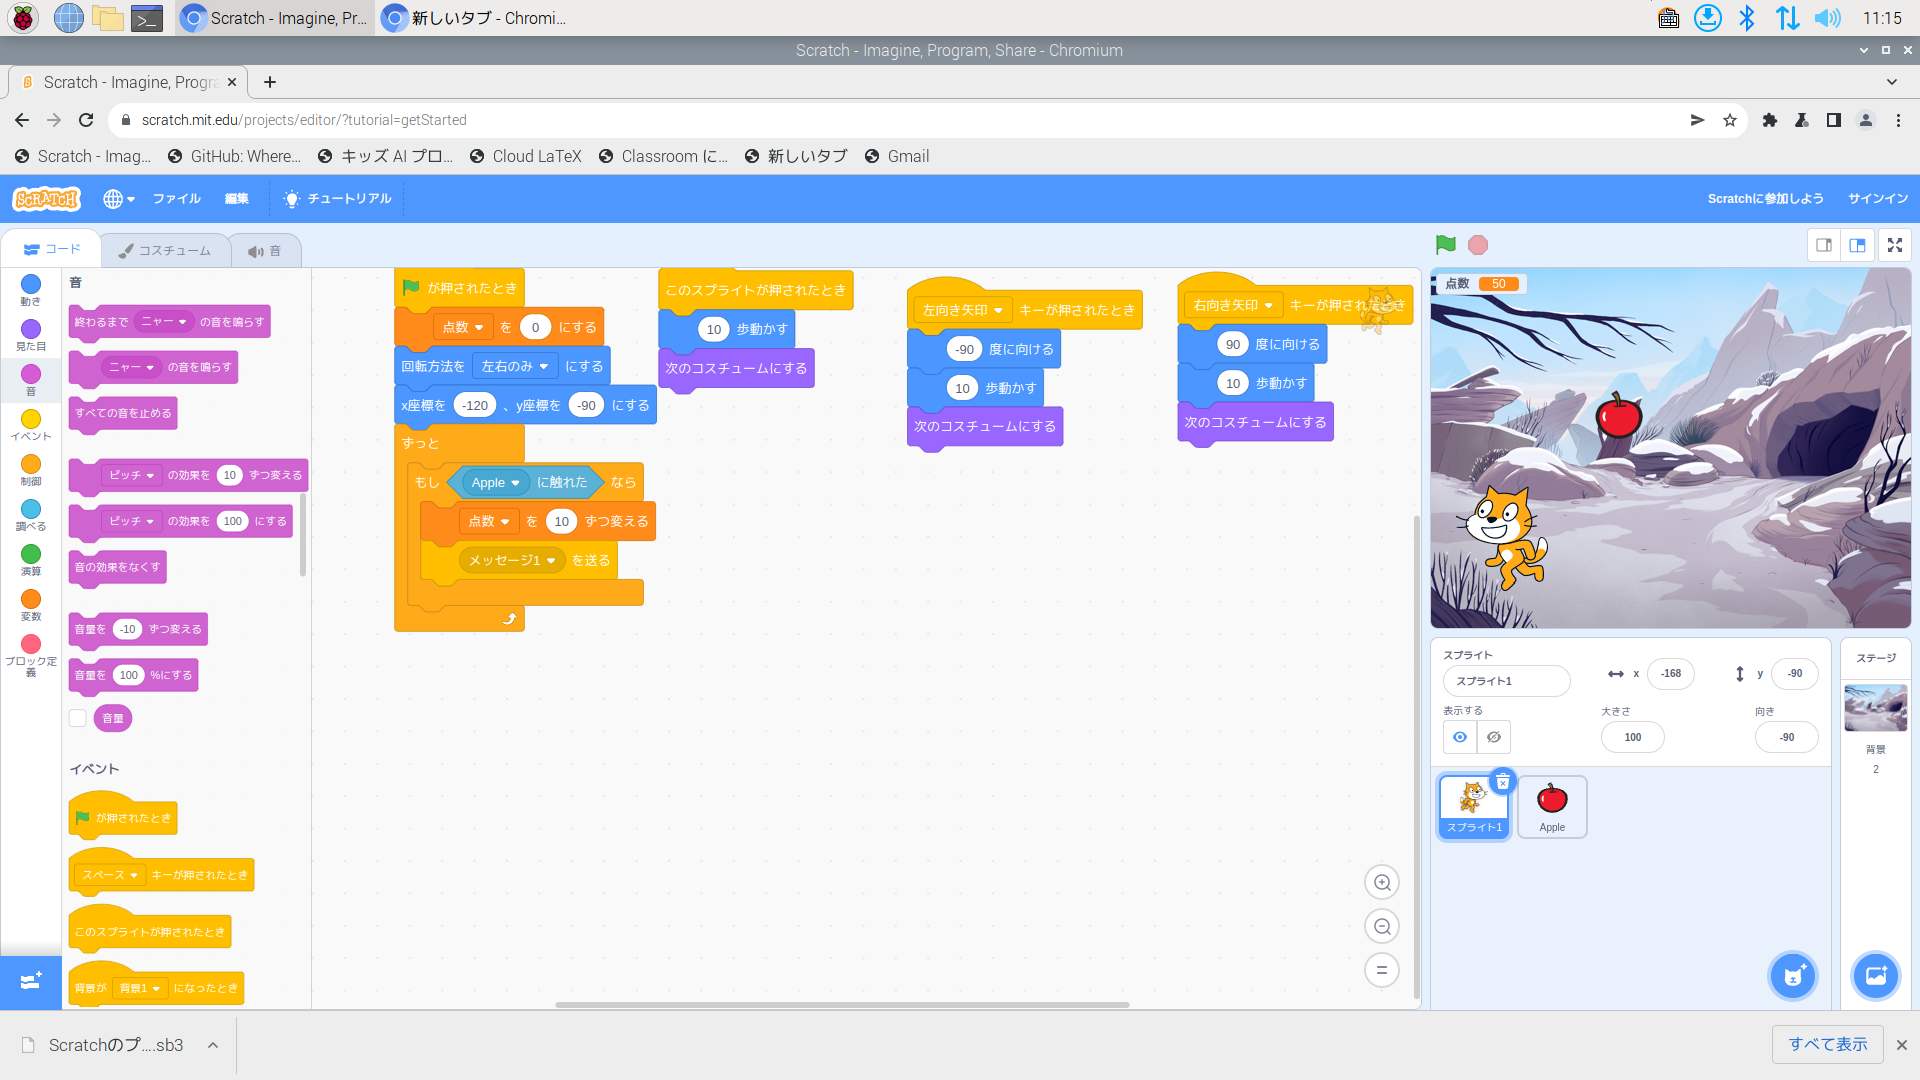 Scratch - Imagine, Pr...
新しいタブ - Chromi...
11:15
Scratch - Imagine, Program, Share - Chromium
Scratch - Imagine, Progra
scratch.mit.edu/projects/editor/?tutorial=getStarted
Scratch - Imag...
GitHub: Where...
キッズ AI プロ...
Cloud LaTeX
Classroom に...
新しいタブ
Gmail
SCRATCH
ファイル
編集
チュートリアル
Scratchに参加しよう
サインイン
コード
コスチューム
音
動き
見た目
音
イベント
制御
調べる
演算
変数
ブロック定
義
音
終わるまで ニャー の音を鳴らす
ニャー の音を鳴らす
すべての音を止める
ピッチ の効果を 10 ずつ変える
ピッチ の効果を 100 にする
音の効果をなくす
音量を -10 ずつ変える
音量を 100 %にする
音量
イベント
が押されたとき
スペース キーが押されたとき
このスプライトが押されたとき
背景が 背景1 になったとき
が押されたとき
点数 を 0 にする
回転方法を 左右のみ にする
x座標を -120 、y座標を -90 にする
ずっと
もし Apple に触れた なら
点数 を 10 ずつ変える
メッセージ1 を送る
このスプライトが押されたとき
10 歩動かす
次のコスチュームにする
左向き矢印 キーが押されたとき
-90 度に向ける
10 歩動かす
次のコスチュームにする
右向き矢印 キーが押されたとき
90 度に向ける
10 歩動かす
次のコスチュームにする
点数 50
スプライト
スプライト1
x -168
y -90
表示する
大きさ
100
向き
-90
スプライト1
Apple
ステージ
背景
2
Scratchのプ....sb3
すべて表示